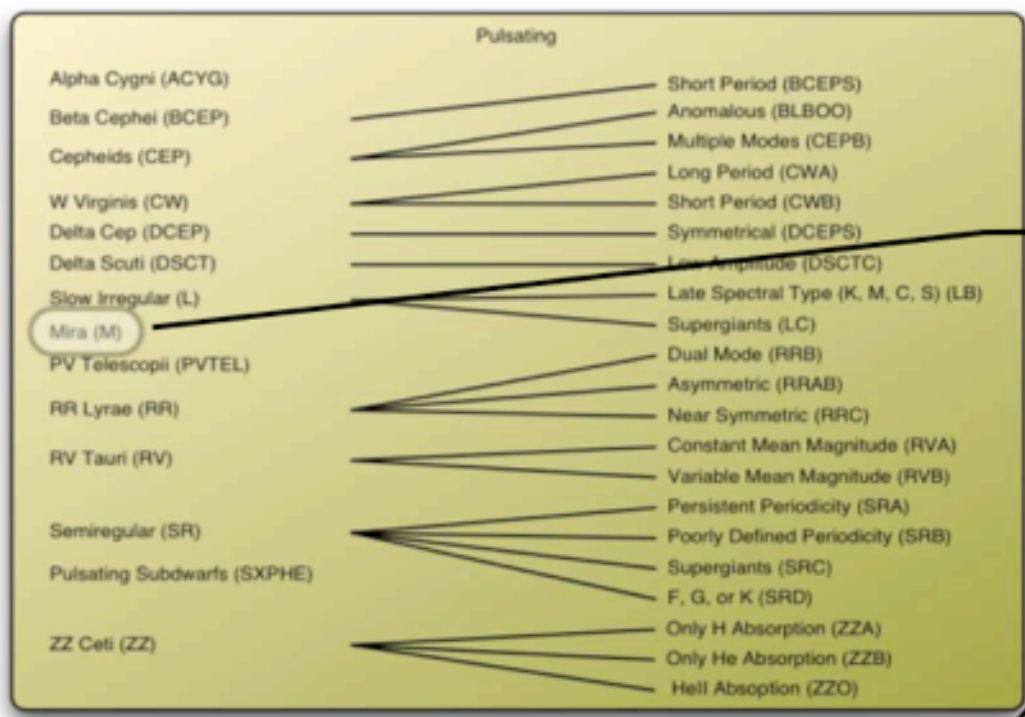 Pulsating
Alpha Cygni (ACYG)
Beta Cephei (BCEP)
Cepheids (CEP)
W Virginis (CW)
Delta Cep (DCEP)
Delta Scuti (DSCT)
Slow Irregular (L)
Mira (M)
PV Telescopii (PVTEL)
RR Lyrae (RR)
RV Tauri (RV)
Semiregular (SR)
Pulsating Subdwarfs (SXPHE)
ZZ Ceti (ZZ)
Short Period (BCEPS)
Anomalous (BLBOO)
Multiple Modes (CEPB)
Long Period (CWA)
Short Period (CWB)
Symmetrical (DCEPS)
Low Amplitude (DSCTC)
Late Spectral Type (K, M, C, S) (LB)
Supergiants (LC)
Dual Mode (RRB)
Asymmetric (RRAB)
Near Symmetric (RRC)
Constant Mean Magnitude (RVA)
Variable Mean Magnitude (RVB)
Persistent Periodicity (SRA)
Poorly Defined Periodicity (SRB)
Supergiants (SRC)
F, G, or K (SRD)
Only H Absorption (ZZA)
Only He Absorption (ZZB)
HeII Absoption (ZZO)